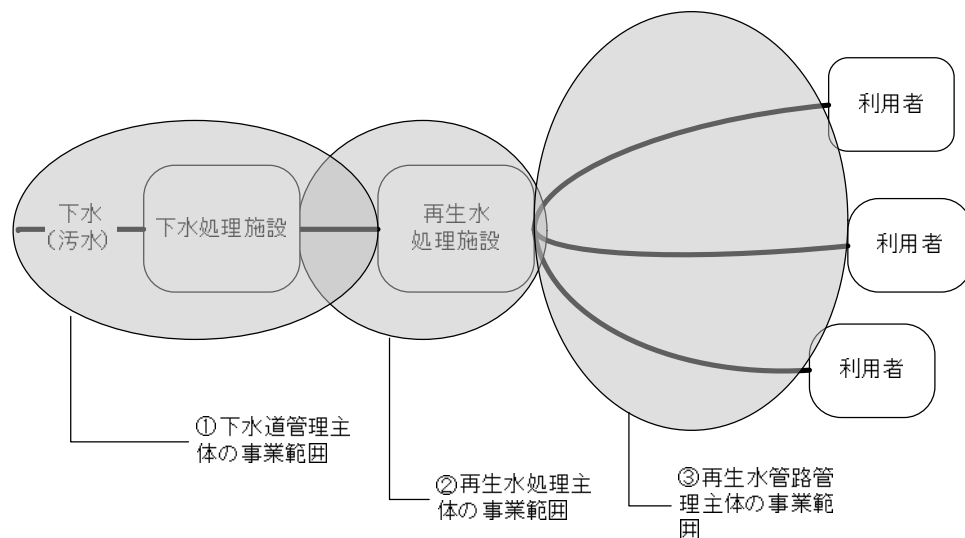 下水
（汚水）
下水処理施設
再生水
処理施設
利用者
利用者
利用者
①下水道管理主
体の事業範囲
②再生水処理主
体の事業範囲
③再生水管路管
理主体の事業範
囲